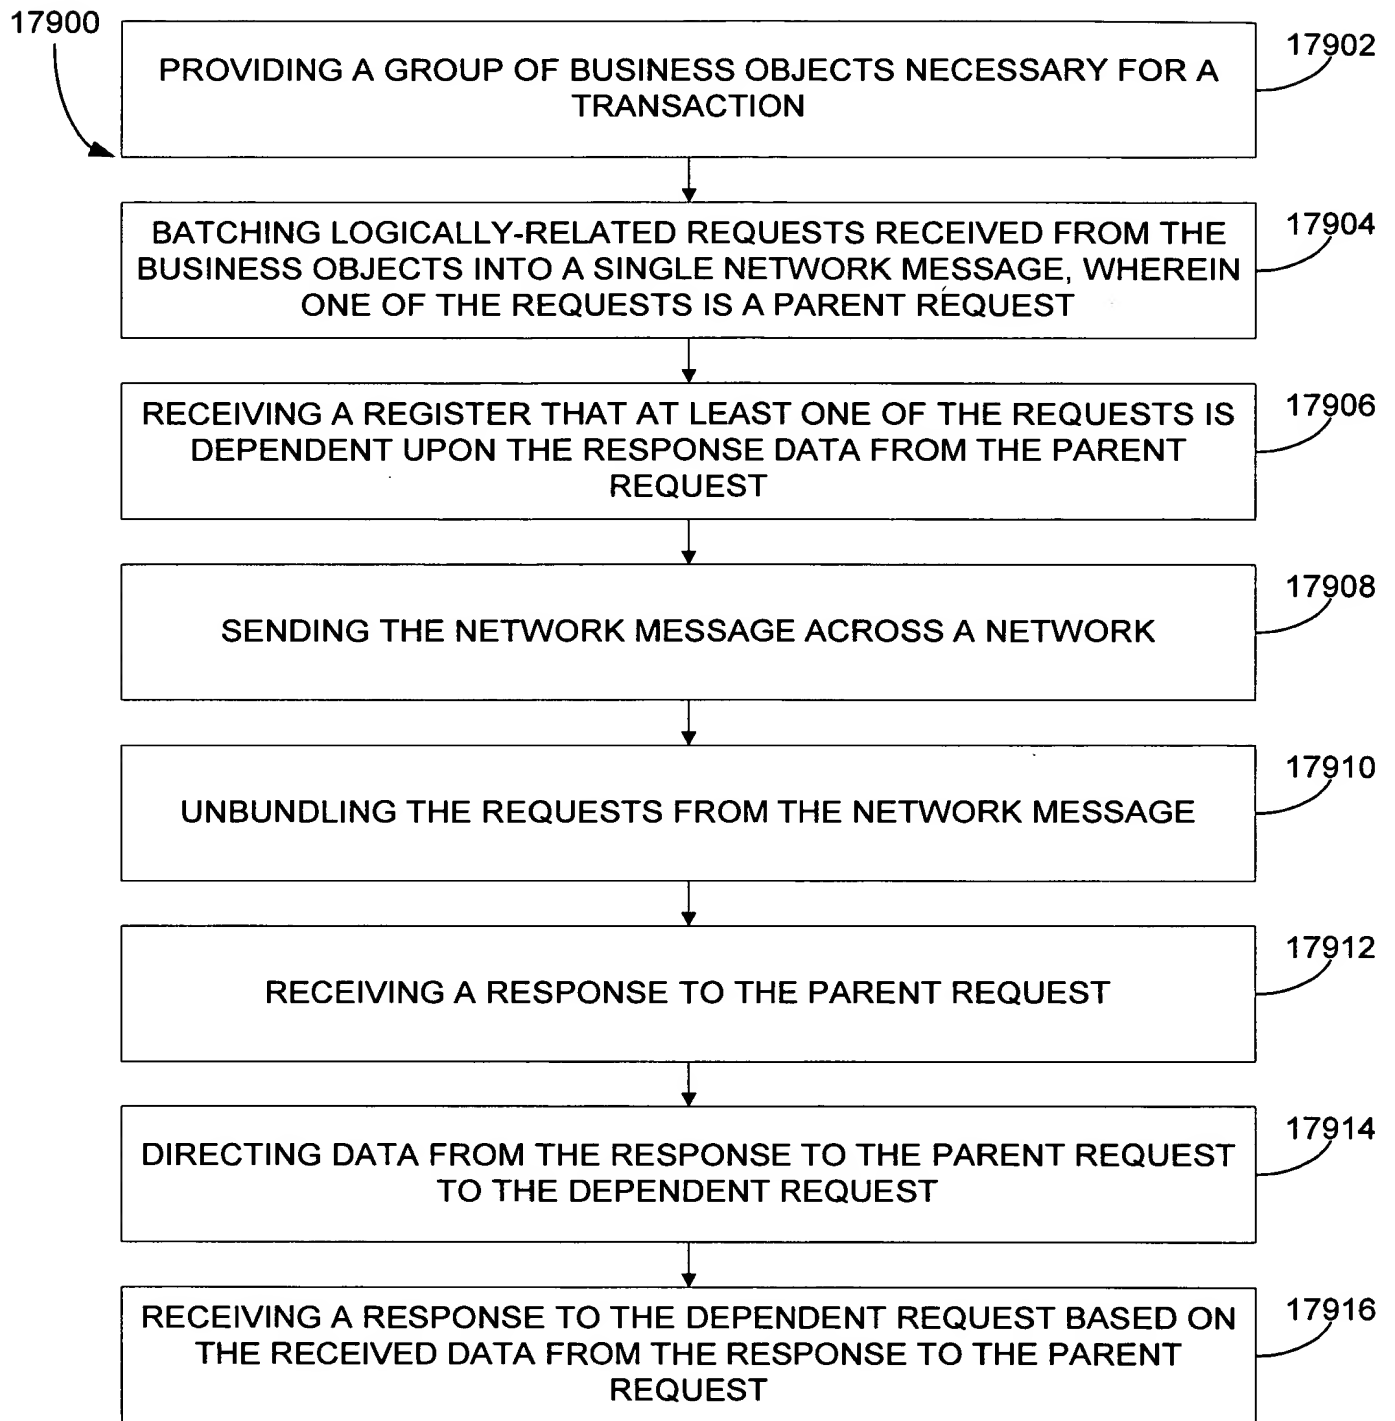 17900
17902
PROVIDING A GROUP OF BUSINESS OBJECTS NECESSARY FOR A
TRANSACTION
17904
BATCHING LOGICALLY-RELATED REQUESTS RECEIVED FROM THE
BUSINESS OBJECTS INTO A SINGLE NETWORK MESSAGE, WHEREIN
ONE OF THE REQUESTS IS A PARENT REQUEST
17906
RECEIVING A REGISTER THAT AT LEAST ONE OF THE REQUESTS IS
DEPENDENT UPON THE RESPONSE DATA FROM THE PARENT
REQUEST
17908
SENDING THE NETWORK MESSAGE ACROSS A NETWORK
17910
UNBUNDLING THE REQUESTS FROM THE NETWORK MESSAGE
17912
RECEIVING A RESPONSE TO THE PARENT REQUEST
17914
DIRECTING DATA FROM THE RESPONSE TO THE PARENT REQUEST
TO THE DEPENDENT REQUEST
17916
RECEIVING A RESPONSE TO THE DEPENDENT REQUEST BASED ON
THE RECEIVED DATA FROM THE RESPONSE TO THE PARENT
REQUEST